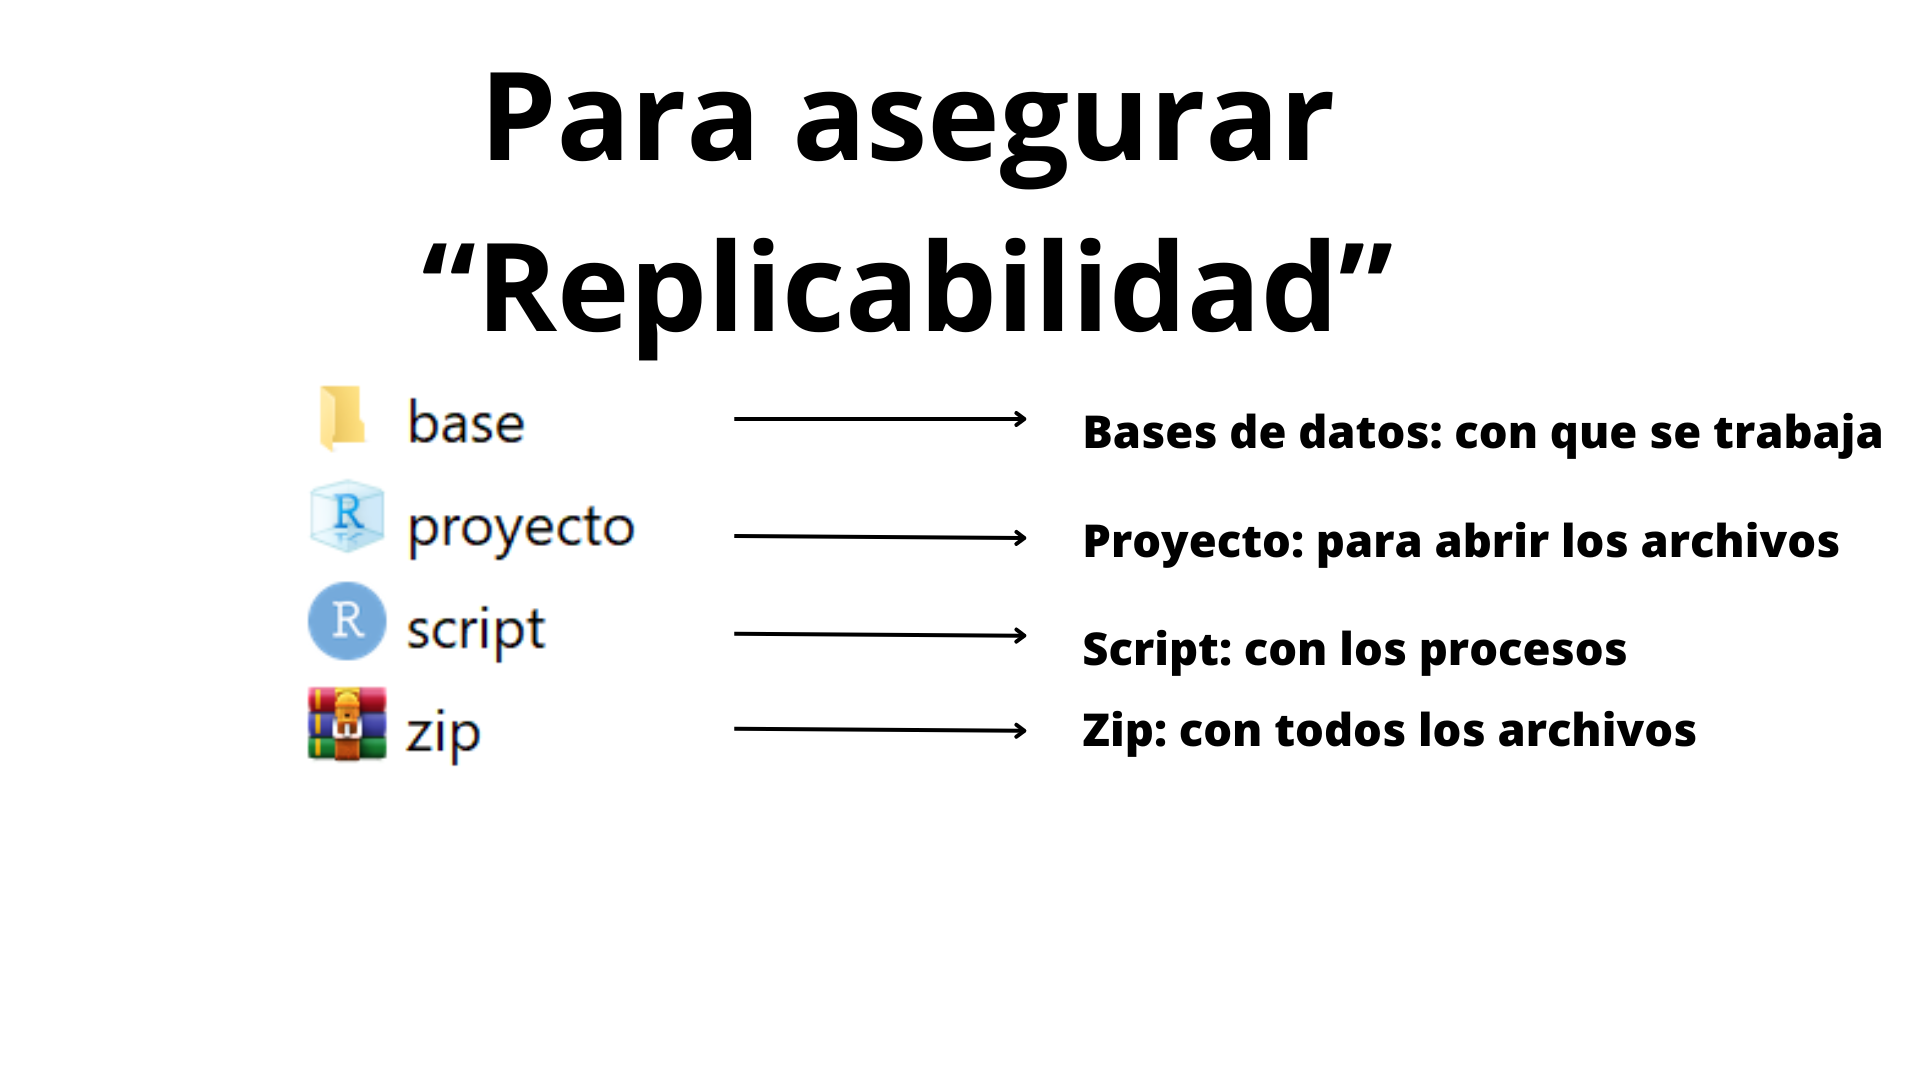 Para asegurar
“Replicabilidad”
base
Bases de datos: con que se trabaja
R
proyecto
Proyecto: para abrir los archivos
R
script
Script: con los procesos
zip
Zip: con todos los archivos